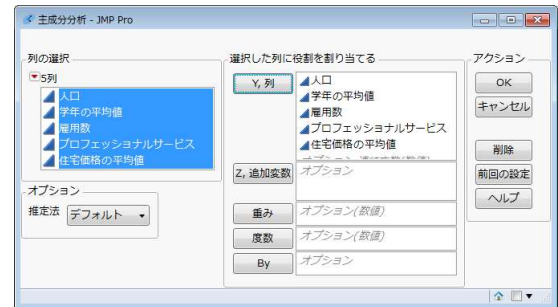 主成分分析 - JMP Pro
列の選択
5列
人口
学年の平均値
雇用数
プロフェッショナルサービス
住宅価格の平均値
オプション
推定法 デフォルト
選択した列に役割を割り当てる
Y, 列
人口
学年の平均値
雇用数
プロフェッショナルサービス
住宅価格の平均値
Z, 追加変数 オプション
重み オプション(数値)
度数 オプション(数値)
By オプション
アクション
OK
キャンセル
削除
前回の設定
ヘルプ